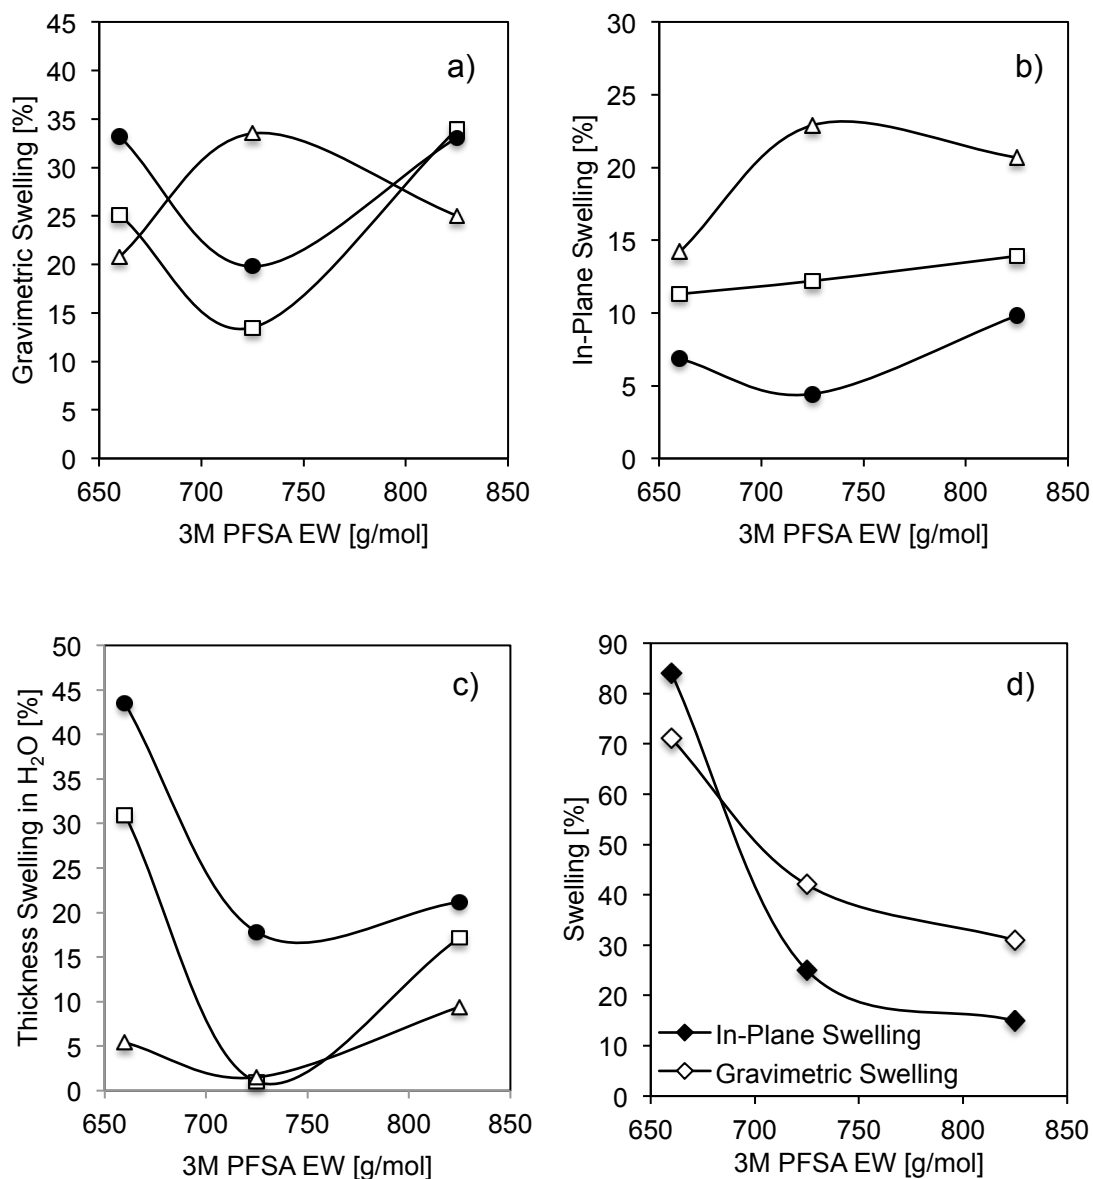 a)
Gravimetric Swelling [%]
45
40
35
30
25
20
15
10
5
0
650 700 750 800 850
3M PFSA EW [g/mol]
b)
In-Plane Swelling [%]
30
25
20
15
10
5
0
650 700 750 800 850
3M PFSA EW [g/mol]
c)
Thickness Swelling in H₂O [%]
50
45
40
35
30
25
20
15
10
5
0
650 700 750 800 850
3M PFSA EW [g/mol]
d)
Swelling [%]
90
80
70
60
50
40
30
20
10
0
In-Plane Swelling
Gravimetric Swelling
650 700 750 800 850
3M PFSA EW [g/mol]